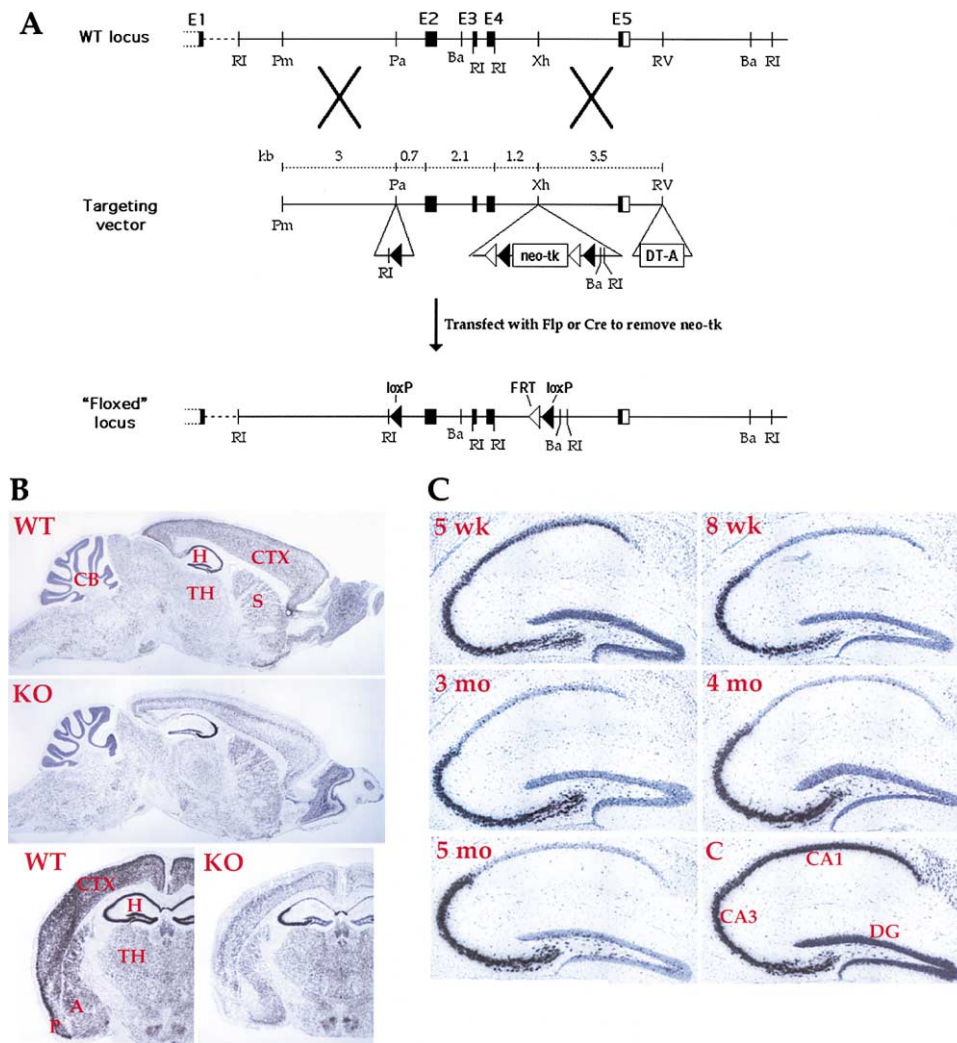 A
E1 E2 E3 E4 E5
WT locus
RI Pm Pa Ba RI RI Xh RV Ba RI
kb 3 0.7 2.1 1.2 3.5
Pa Xh RV
Targeting
vector
Pm
neo-tk DT-A
RI Ba RI
Transfect with Flp or Cre to remove neo-tk
loxP FRT loxP
"Floxed"
locus
RI RI Ba RI RI Ba RI Ba RI
B
WT
CB H CTX
TH S
KO
WT KO
CTX
H
TH
A
P
C
5 wk 8 wk
3 mo 4 mo
5 mo C
CA1
CA3
DG